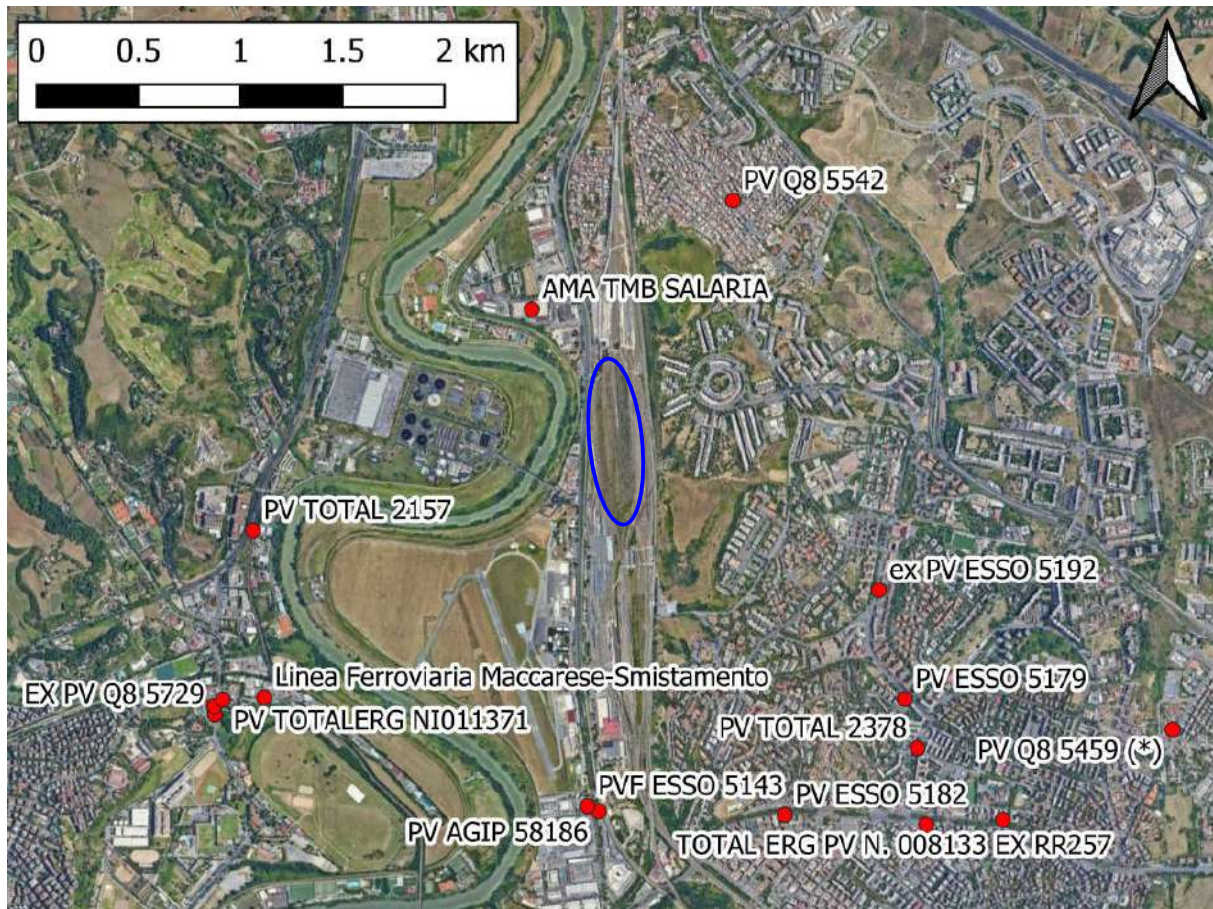 0 0.5 1 1.5 2 km
PV Q8 5542
AMA TMB SALARIA
PV TOTAL 2157
ex PV ESSO 5192
Linea Ferroviaria Maccarese-Smistamento
EX PV Q8 5729
PV TOTALERG NI011371
PV ESSO 5179
PV TOTAL 2378
PV Q8 5459 (*)
PVF ESSO 5143
PV ESSO 5182
PV AGIP 58186
TOTAL ERG PV N. 008133 EX RR257